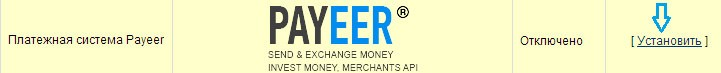 Платежная система Payeer
PAYEER®
SEND & EXCHANGE MONEY
INVEST MONEY, MERCHANTS API
Отключено
[ Установить ]